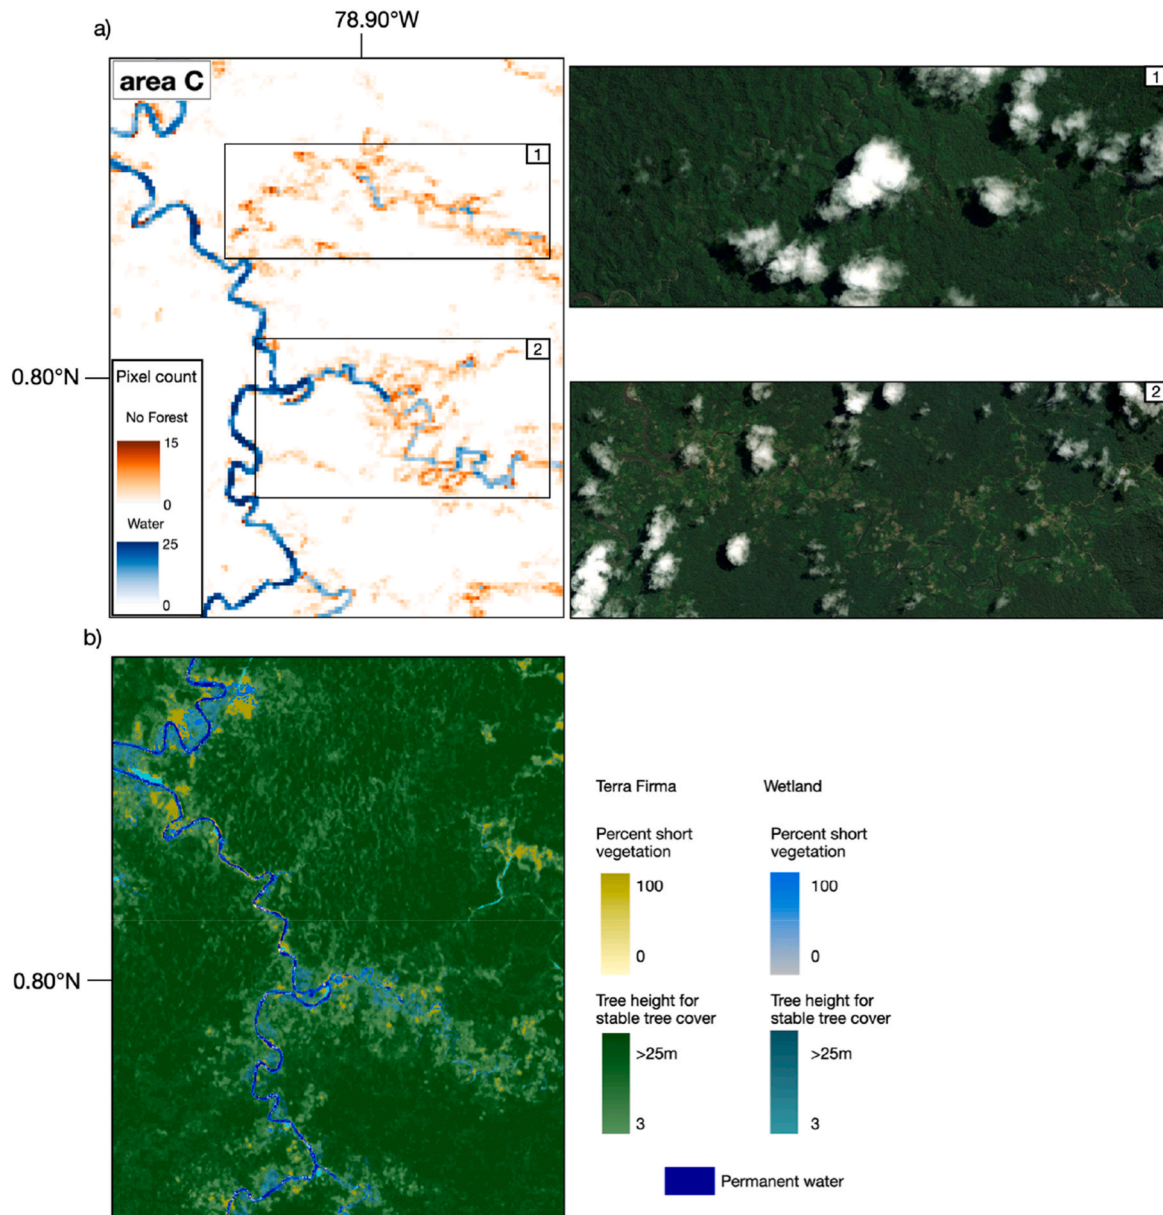 78.90°W
a)
area C
1
1
2
0.80°N
Pixel count
No Forest
15
0
Water
25
0
2
b)
0.80°N
Terra Firma
Wetland
Percent short
vegetation
100
0
Percent short
vegetation
100
0
Tree height for
stable tree cover
>25m
3
Tree height for
stable tree cover
>25m
3
Permanent water